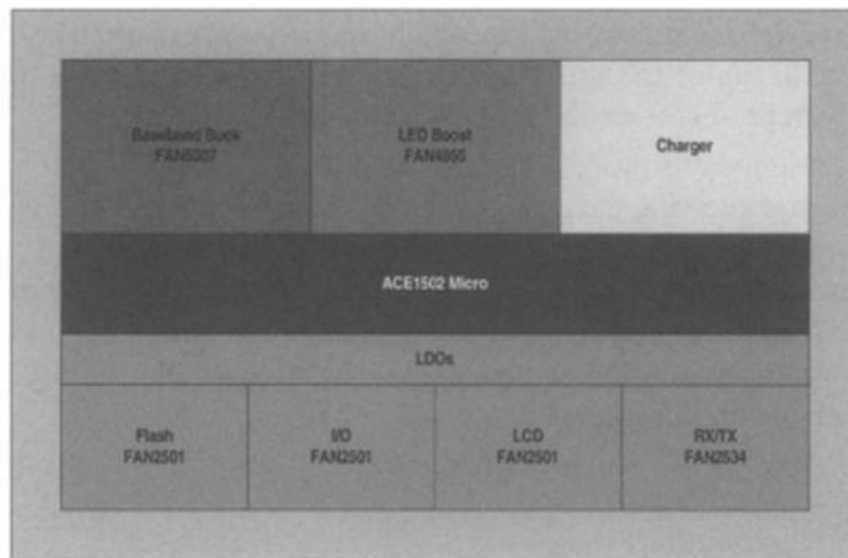 Baseband Buck
FAN5307
LED Boost
FAN4855
Charger
ACE1502 Micro
LDOs
Flash
FAN2501
I/O
FAN2501
LCD
FAN2501
RX/TX
FAN2534